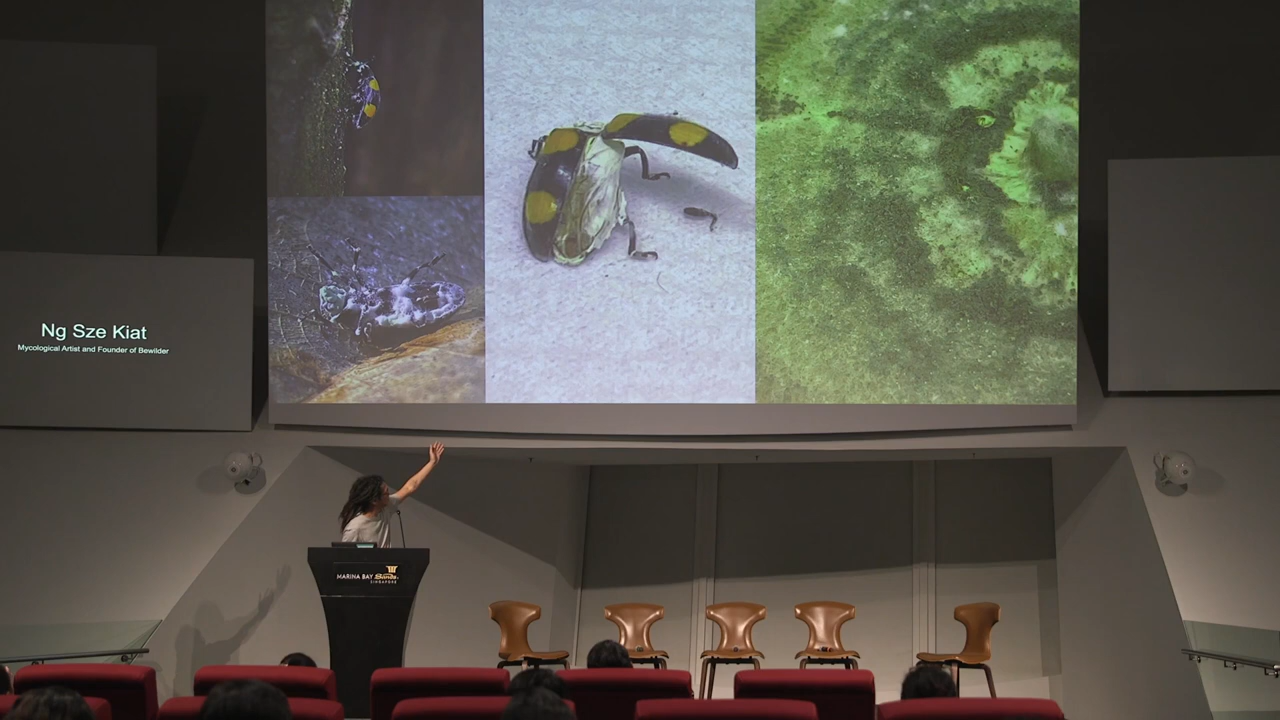 Ng Sze Kiat
Mycological Artist and Founder of Bewilder
MARINA BAY Sands
SINGAPORE